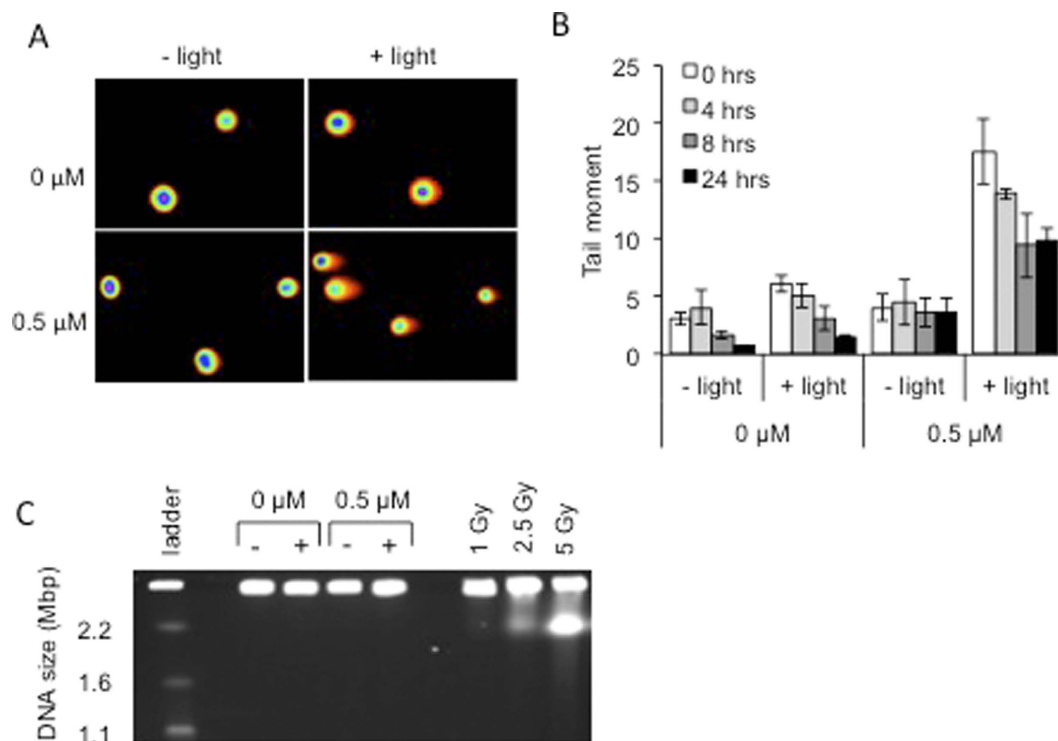 A
- light
+ light
0 µM
0.5 µM
B
Tail moment
25
20
15
10
5
0
0 hrs
4 hrs
8 hrs
24 hrs
- light
+ light
- light
+ light
0 µM
0.5 µM
C
ladder
0 µM
0.5 µM
- + - +
1 Gy
2.5 Gy
5 Gy
DNA size (Mbp)
2.2
1.6
1.1